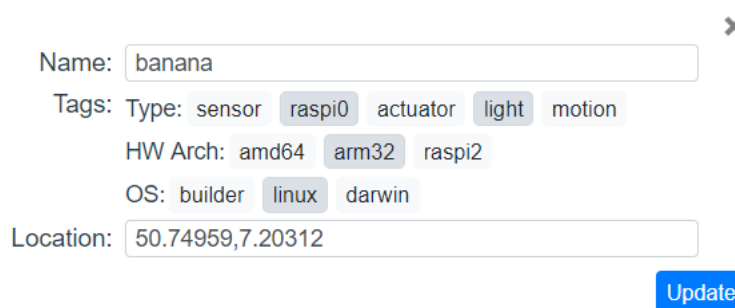 Name: banana
Tags: Type: sensor raspi0 actuator light motion
HW Arch: amd64 arm32 raspi2
OS: builder linux darwin
Location: 50.74959,7.20312
Update